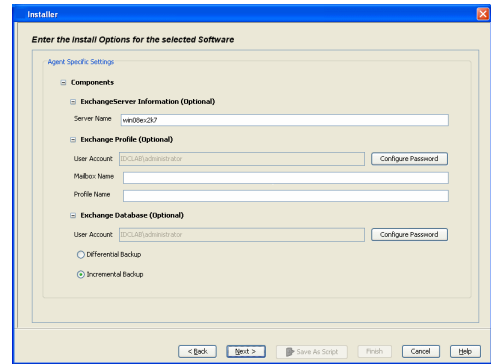 Installer
Enter the Install Options for the selected Software
Agent Specific Settings
Components
ExchangeServer Information (Optional)
Server Name win08ex2k7
Exchange Profile (Optional)
User Account IDCLAB\administrator Configure Password
Mailbox Name
Profile Name
Exchange Database (Optional)
User Account IDCLAB\administrator Configure Password
Differential Backup
Incremental Backup
< Back Next > Save As Script Finish Cancel Help